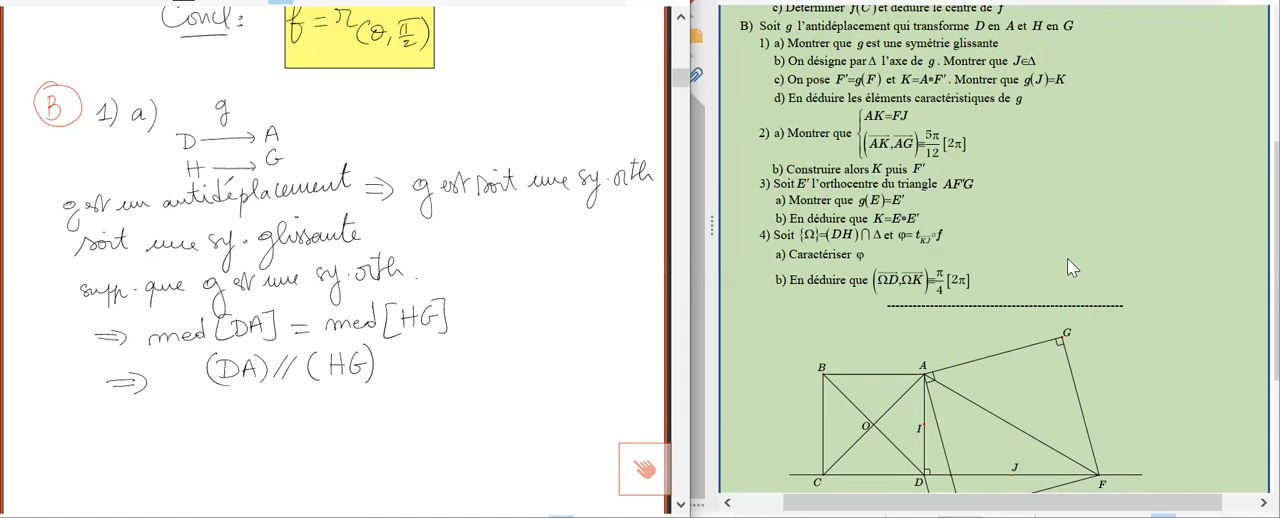 Concl:
f = r(O, π/2)
B 1) a) g
D → A
H → G
g est un antidéplacement ⇒ g est soit une sy. orth
soit une sy. glissante
supp. que g est une sy. orth.
⇒ med [DA] = med [HG]
⇒ (DA) // (HG)
c) Déterminer f(C) et déduire le centre de f
B) Soit g l'antidéplacement qui transforme D en A et H en G
1) a) Montrer que g est une symétrie glissante
b) On désigne par Δ l'axe de g. Montrer que J∈Δ
c) On pose F'=g(F) et K=A*F'. Montrer que g(J)=K
d) En déduire les éléments caractéristiques de g
2) a) Montrer que { AK=FJ
(AK,AG)≡5π/12 [2π]
b) Construire alors K puis F'
3) Soit E' l'orthocentre du triangle AF'G
a) Montrer que g(E)=E'
b) En déduire que K=E*E'
4) Soit {Ω}=(DH)∩Δ et φ=t_KJ∘f
a) Caractériser φ
b) En déduire que (ΩD,ΩK)≡π/4 [2π]
G
B A
O I
J
C D F